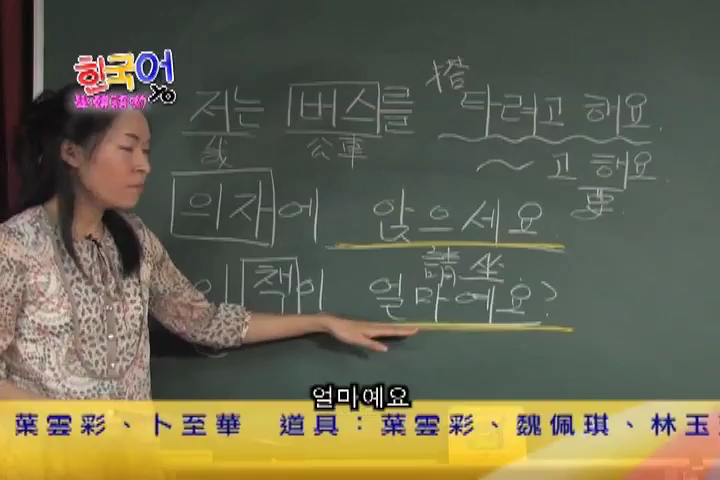 한국어
搭
저는 버스를 타려고 해요.
我 公車
~고 해요
要
의자에 앉으세요
請坐
이 책이 얼마예요?
얼마예요
葉雲彩、卜至華 道具：葉雲彩、魏佩琪、林玉